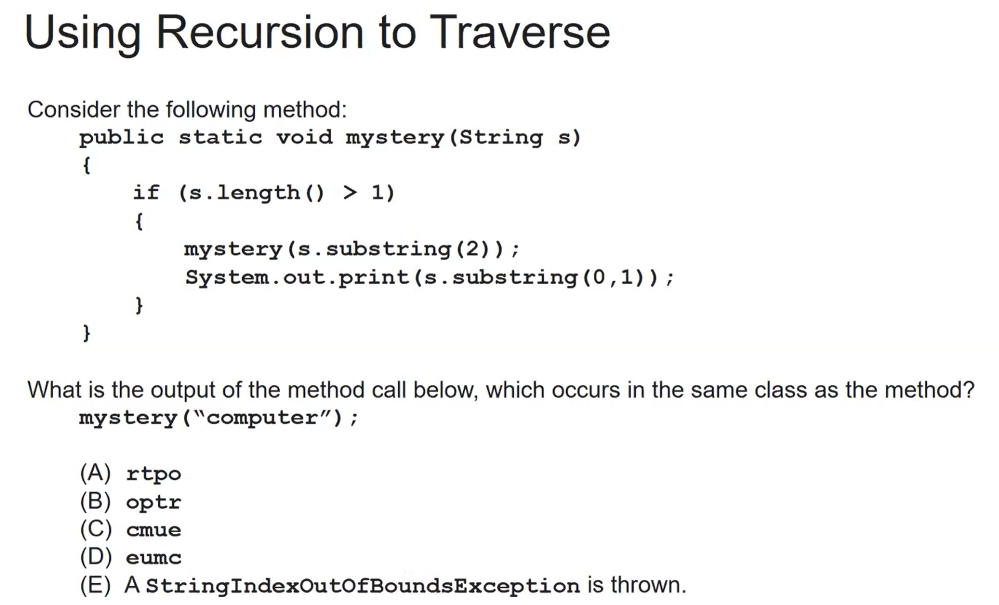 Using Recursion to Traverse
Consider the following method:
public static void mystery(String s)
{
if (s.length() > 1)
{
mystery(s.substring(2));
System.out.print(s.substring(0,1));
}
}
What is the output of the method call below, which occurs in the same class as the method?
mystery(“computer”);
(A) rtpo
(B) optr
(C) cmue
(D) eumc
(E) A StringIndexOutOfBoundsException is thrown.